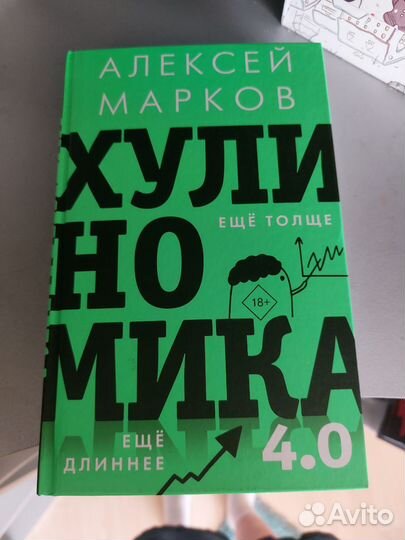 АЛЕКСЕЙ
МАРКОВ
ХУЛИ
ЕЩЁ ТОЛЩЕ
НО
18+
МИКА
ЕЩЁ
ДЛИННЕЕ
4.0
Avito